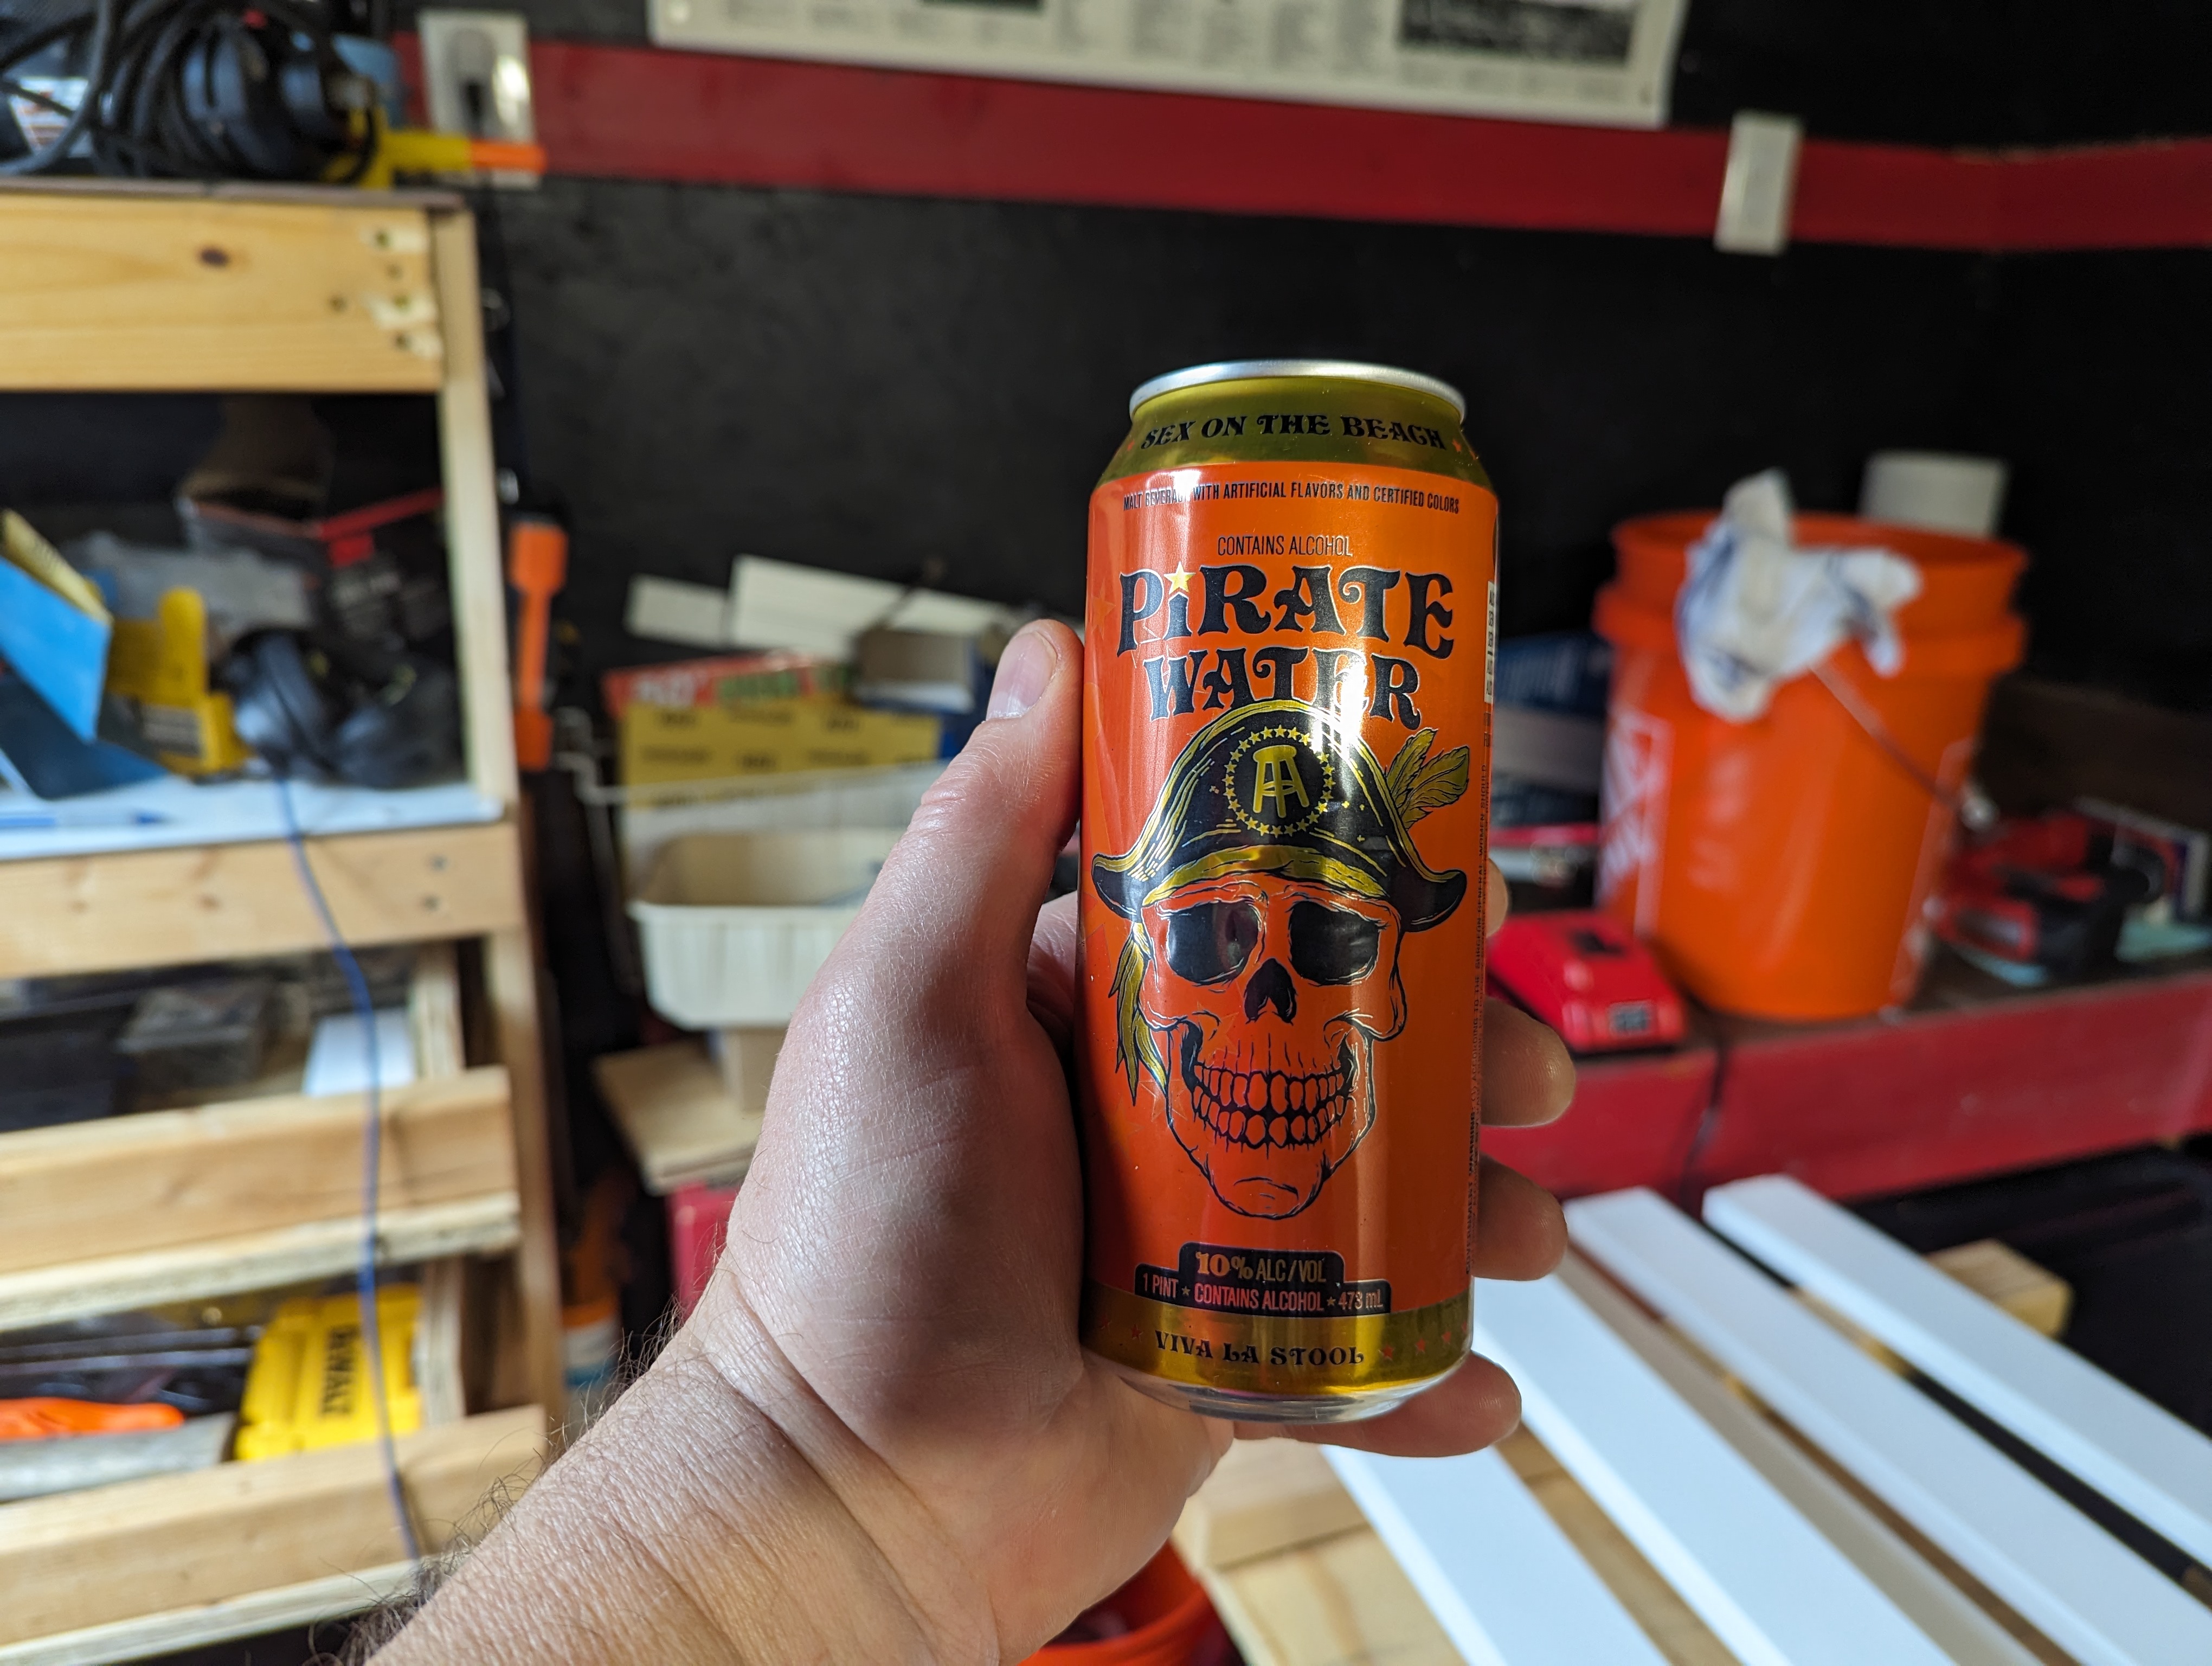 SEX ON THE BEACH
MALT BEVERAGE WITH ARTIFICIAL FLAVORS AND CERTIFIED COLORS
CONTAINS ALCOHOL
PiRATE
WATER
10% ALC/VOL
1 PINT ★ CONTAINS ALCOHOL ★ 473 mL
VIVA LA STOOL
DEWALT